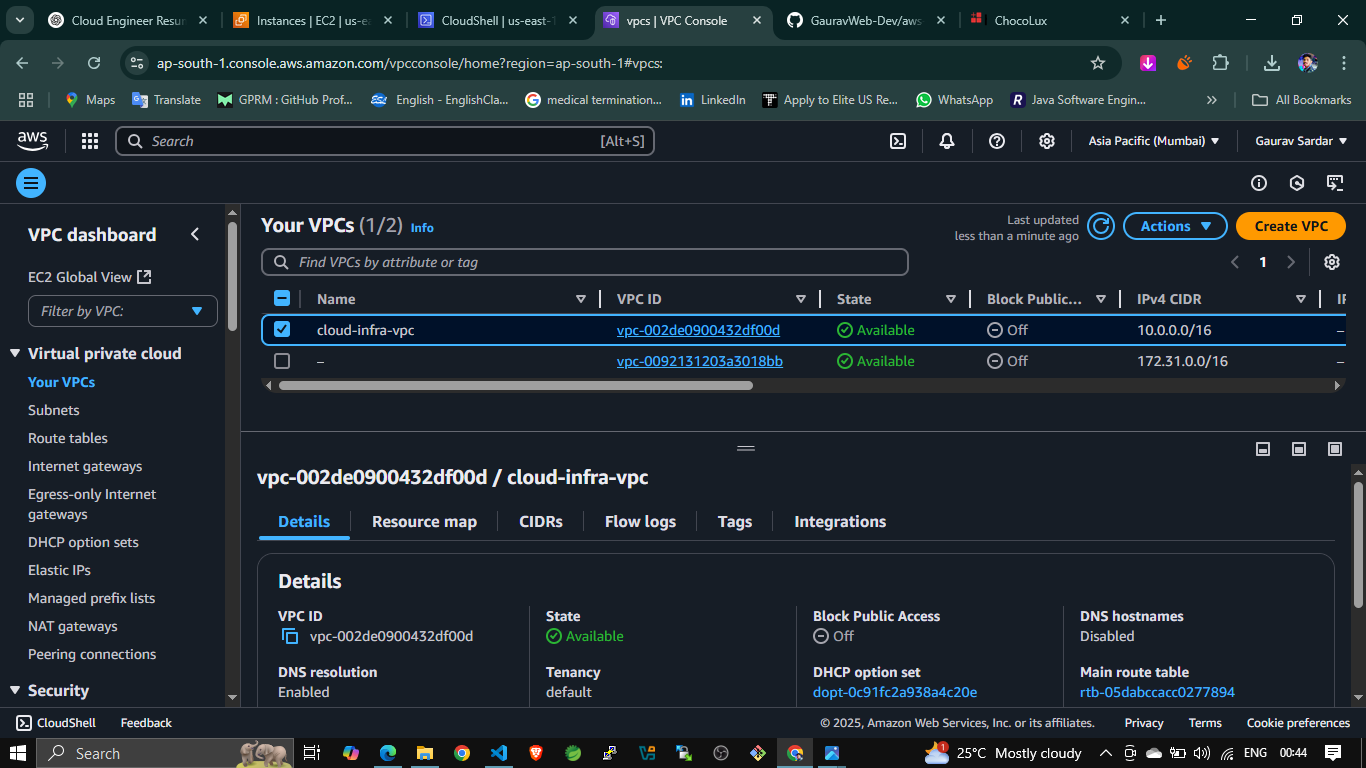 Cloud Engineer Resu
Instances | EC2 | us-ea
CloudShell | us-east-1
vpcs | VPC Console
GauravWeb-Dev/aws
ChocoLux
ap-south-1.console.aws.amazon.com/vpcconsole/home?region=ap-south-1#vpcs:
Maps
Translate
GPRM : GitHub Prof...
English - EnglishCla...
medical termination...
LinkedIn
Apply to Elite US Re...
WhatsApp
Java Software Engin...
All Bookmarks
aws
Search
[Alt+S]
Asia Pacific (Mumbai)
Gaurav Sardar
VPC dashboard
EC2 Global View
Filter by VPC:
Virtual private cloud
Your VPCs
Subnets
Route tables
Internet gateways
Egress-only Internet
gateways
DHCP option sets
Elastic IPs
Managed prefix lists
NAT gateways
Peering connections
Security
Your VPCs (1/2) Info
Last updated
less than a minute ago
Actions
Create VPC
Find VPCs by attribute or tag
1
Name VPC ID State Block Public... IPv4 CIDR IP
cloud-infra-vpc vpc-002de0900432df00d Available Off 10.0.0.0/16 –
– vpc-0092131203a3018bb Available Off 172.31.0.0/16 –
vpc-002de0900432df00d / cloud-infra-vpc
Details Resource map CIDRs Flow logs Tags Integrations
Details
VPC ID
vpc-002de0900432df00d
State
Available
Block Public Access
Off
DNS hostnames
Disabled
DNS resolution
Enabled
Tenancy
default
DHCP option set
dopt-0c91fc2a938a4c20e
Main route table
rtb-05dabccacc0277894
CloudShell Feedback
© 2025, Amazon Web Services, Inc. or its affiliates. Privacy Terms Cookie preferences
Search
1
25°C Mostly cloudy
ENG
00:44